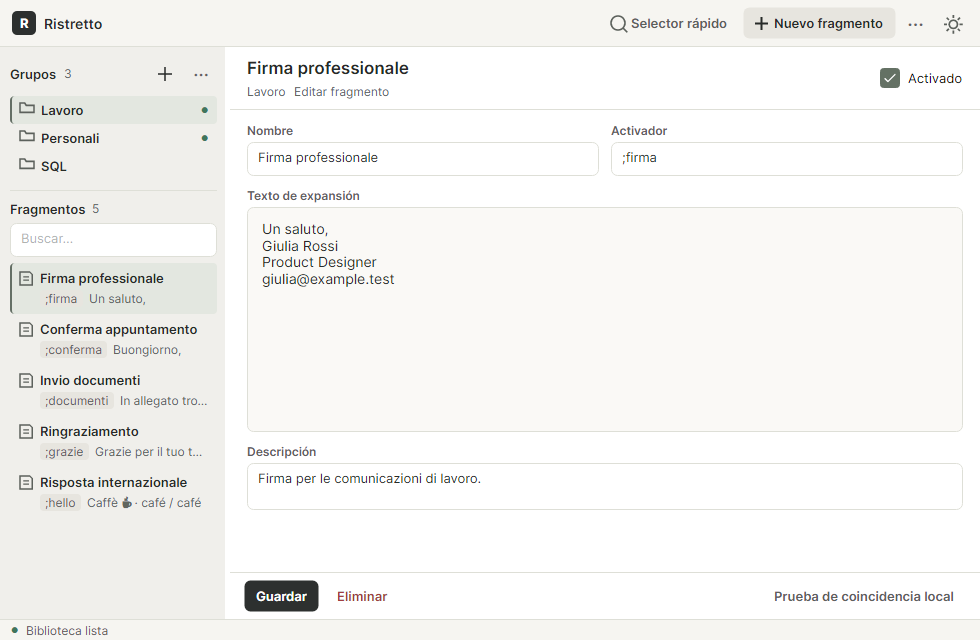 R Ristretto
Selector rápido
Nuevo fragmento
Grupos 3
Lavoro
Personali
SQL
Fragmentos 5
Buscar...
Firma professionale
;firma Un saluto,
Conferma appuntamento
;conferma Buongiorno,
Invio documenti
;documenti In allegato tro...
Ringraziamento
;grazie Grazie per il tuo t...
Risposta internazionale
;hello Caffè ☕ · café / café
Firma professionale
Lavoro Editar fragmento
Activado
Nombre
Firma professionale
Activador
;firma
Texto de expansión
Un saluto,
Giulia Rossi
Product Designer
giulia@example.test
Descripción
Firma per le comunicazioni di lavoro.
Guardar
Eliminar
Prueba de coincidencia local
Biblioteca lista